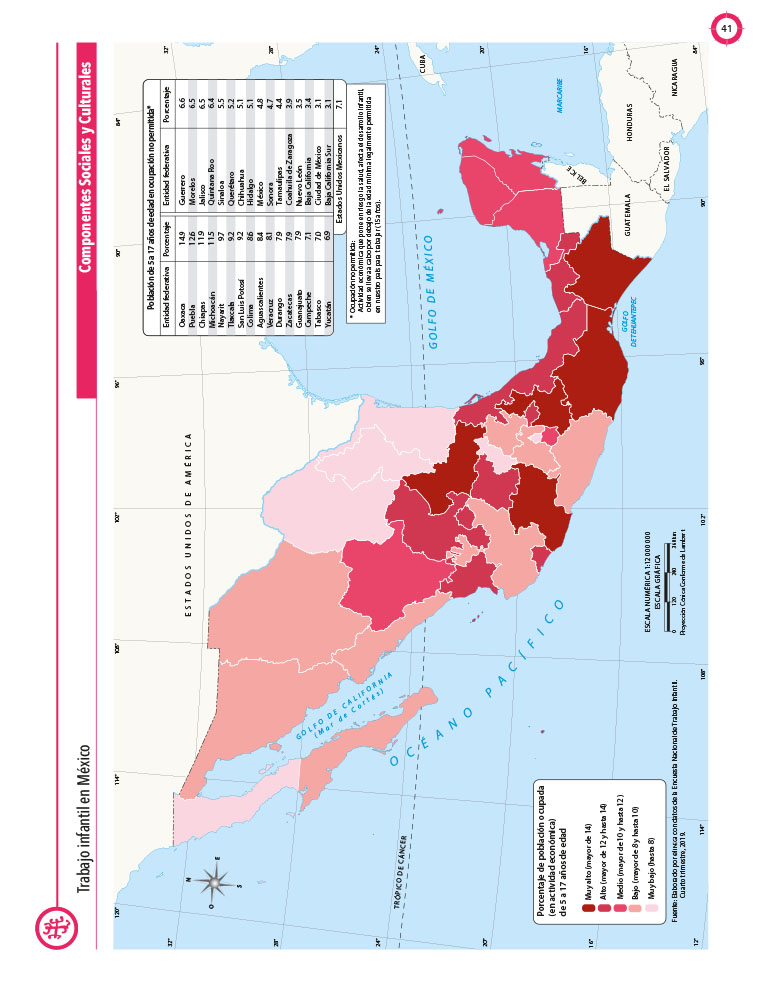 41
Trabajo infantil en México
Componentes Sociales y Culturales
120°
114°
108°
102°
96°
90°
84°
32°
28°
24°
20°
16°
12°
N
E
S
O
ESTADOS UNIDOS DE AMÉRICA
GOLFO DE CALIFORNIA
(Mar de Cortés)
OCÉANO PACÍFICO
TRÓPICO DE CÁNCER
GOLFO DE MÉXICO
CUBA
MAR CARIBE
BELICE
GUATEMALA
HONDURAS
EL SALVADOR
NICARAGUA
GOLFO
DE TEHUANTEPEC
Población de 5 a 17 años de edad en ocupación no permitida*
Entidad federativa Porcentaje Entidad federativa Porcentaje
Oaxaca 14.9 Guerrero 6.6
Puebla 12.6 Morelos 6.5
Chiapas 11.9 Jalisco 6.5
Michoacán 11.5 Quintana Roo 6.4
Nayarit 9.7 Sinaloa 5.5
Tlaxcala 9.2 Querétaro 5.2
San Luis Potosí 9.2 Chihuahua 5.1
Colima 8.6 Hidalgo 5.1
Aguascalientes 8.4 México 4.8
Veracruz 8.1 Sonora 4.7
Durango 7.9 Tamaulipas 4.4
Zacatecas 7.9 Coahuila de Zaragoza 3.9
Guanajuato 7.9 Nuevo León 3.5
Campeche 7.1 Baja California 3.4
Tabasco 7.0 Ciudad de México 3.1
Yucatán 6.9 Baja California Sur 3.1
Estados Unidos Mexicanos 7.1
* Ocupación no permitida:
Actividad económica que pone en riesgo la salud, afecta el desarrollo infantil,
o bien se lleva a cabo por debajo de la edad mínima legalmente permitida
en nuestro país para trabajar (15 años).
Porcentaje de población ocupada
(en actividad económica)
de 5 a 17 años de edad
Muy alto (mayor de 14)
Alto (mayor de 12 y hasta 14)
Medio (mayor de 10 y hasta 12)
Bajo (mayor de 8 y hasta 10)
Muy bajo (hasta 8)
ESCALA NUMÉRICA 1:12 000 000
ESCALA GRÁFICA
0 120 240 360 km
Proyección Cónica Conforme de Lambert
Fuente: Elaborado por el Inee con datos de la Encuesta Nacional de Trabajo Infantil.
Cuarto trimestre, 2019.